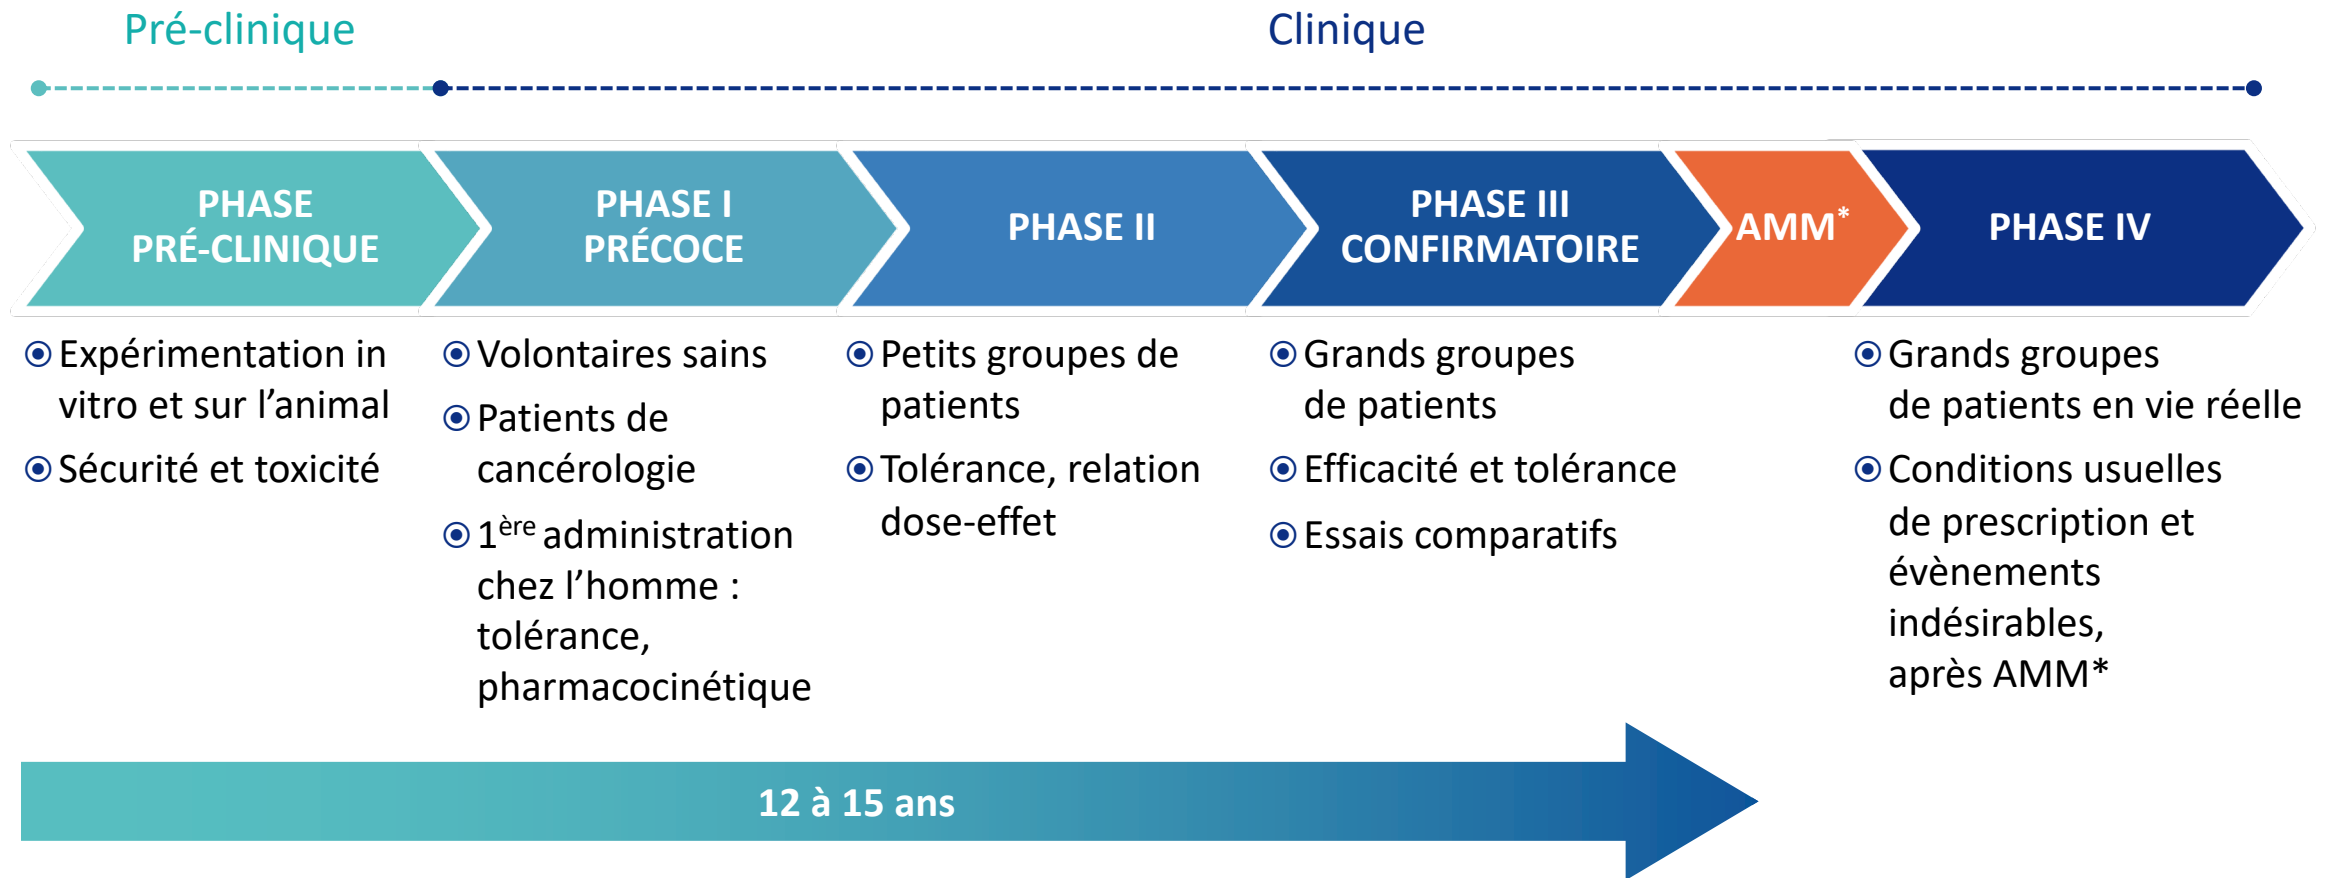 Pré-clinique
Clinique
PHASE
PRÉ-CLINIQUE
PHASE I
PRÉCOCE
PHASE II
PHASE III
CONFIRMATOIRE
AMM*
PHASE IV
Expérimentation in
vitro et sur l’animal
Sécurité et toxicité
Volontaires sains
Patients de
cancérologie
1ère administration
chez l’homme :
tolérance,
pharmacocinétique
Petits groupes de
patients
Tolérance, relation
dose-effet
Grands groupes
de patients
Efficacité et tolérance
Essais comparatifs
Grands groupes
de patients en vie réelle
Conditions usuelles
de prescription et
évènements
indésirables,
après AMM*
12 à 15 ans